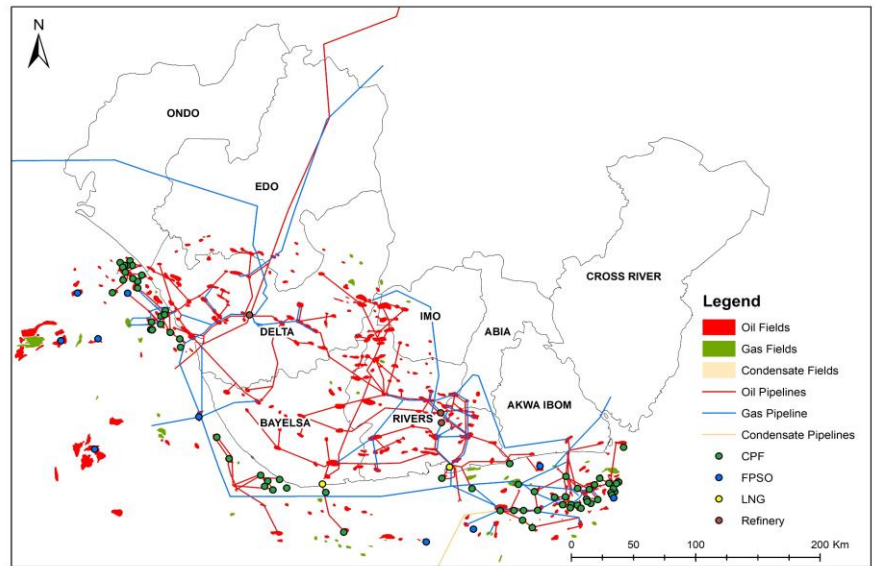 N
ONDO
EDO
CROSS RIVER
IMO
ABIA
DELTA
AKWA IBOM
BAYELSA
RIVERS
Legend
Oil Fields
Gas Fields
Condensate Fields
Oil Pipelines
Gas Pipeline
Condensate Pipelines
CPF
FPSO
LNG
Refinery
0 50 100 200 Km